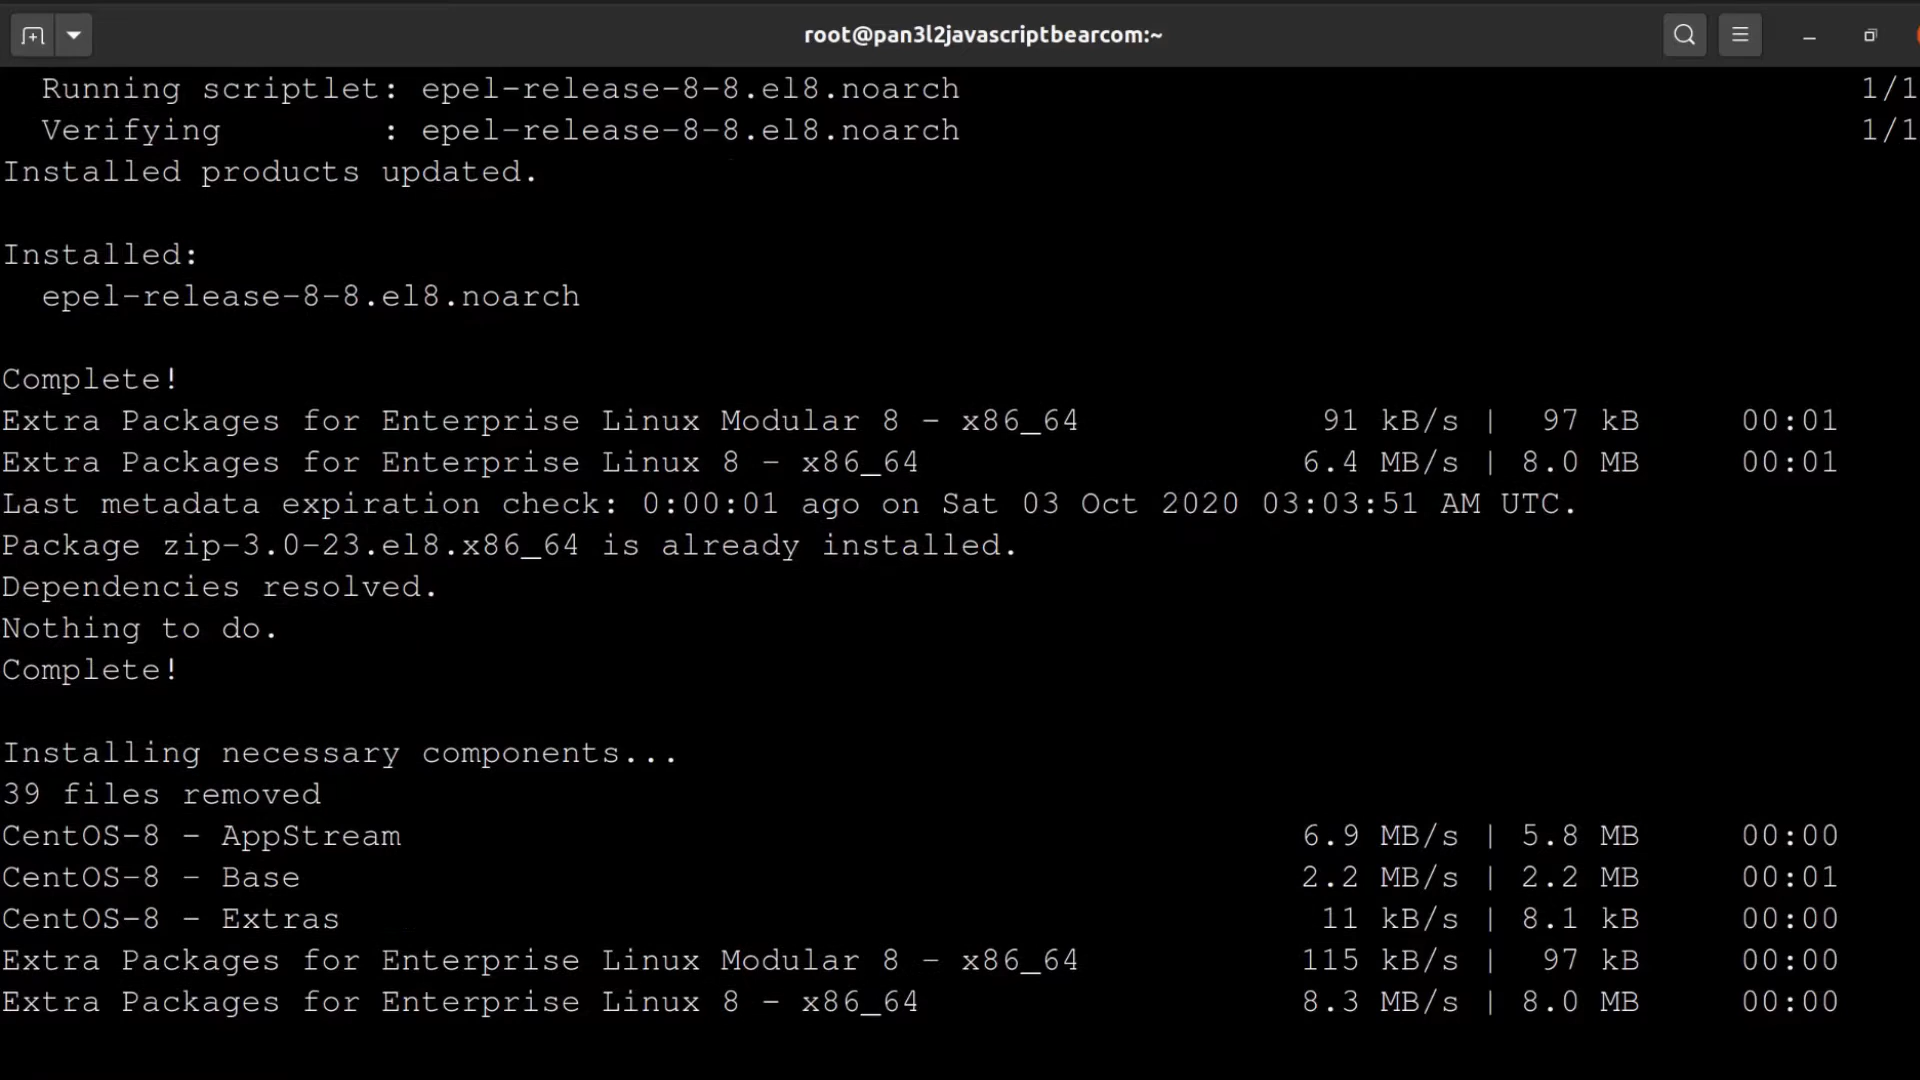 root@pan3l2javascriptbearcom:~
Running scriptlet: epel-release-8-8.el8.noarch 1/1
Verifying : epel-release-8-8.el8.noarch 1/1
Installed products updated.
Installed:
epel-release-8-8.el8.noarch
Complete!
Extra Packages for Enterprise Linux Modular 8 - x86_64 91 kB/s | 97 kB 00:01
Extra Packages for Enterprise Linux 8 - x86_64 6.4 MB/s | 8.0 MB 00:01
Last metadata expiration check: 0:00:01 ago on Sat 03 Oct 2020 03:03:51 AM UTC.
Package zip-3.0-23.el8.x86_64 is already installed.
Dependencies resolved.
Nothing to do.
Complete!
Installing necessary components...
39 files removed
CentOS-8 - AppStream 6.9 MB/s | 5.8 MB 00:00
CentOS-8 - Base 2.2 MB/s | 2.2 MB 00:01
CentOS-8 - Extras 11 kB/s | 8.1 kB 00:00
Extra Packages for Enterprise Linux Modular 8 - x86_64 115 kB/s | 97 kB 00:00
Extra Packages for Enterprise Linux 8 - x86_64 8.3 MB/s | 8.0 MB 00:00